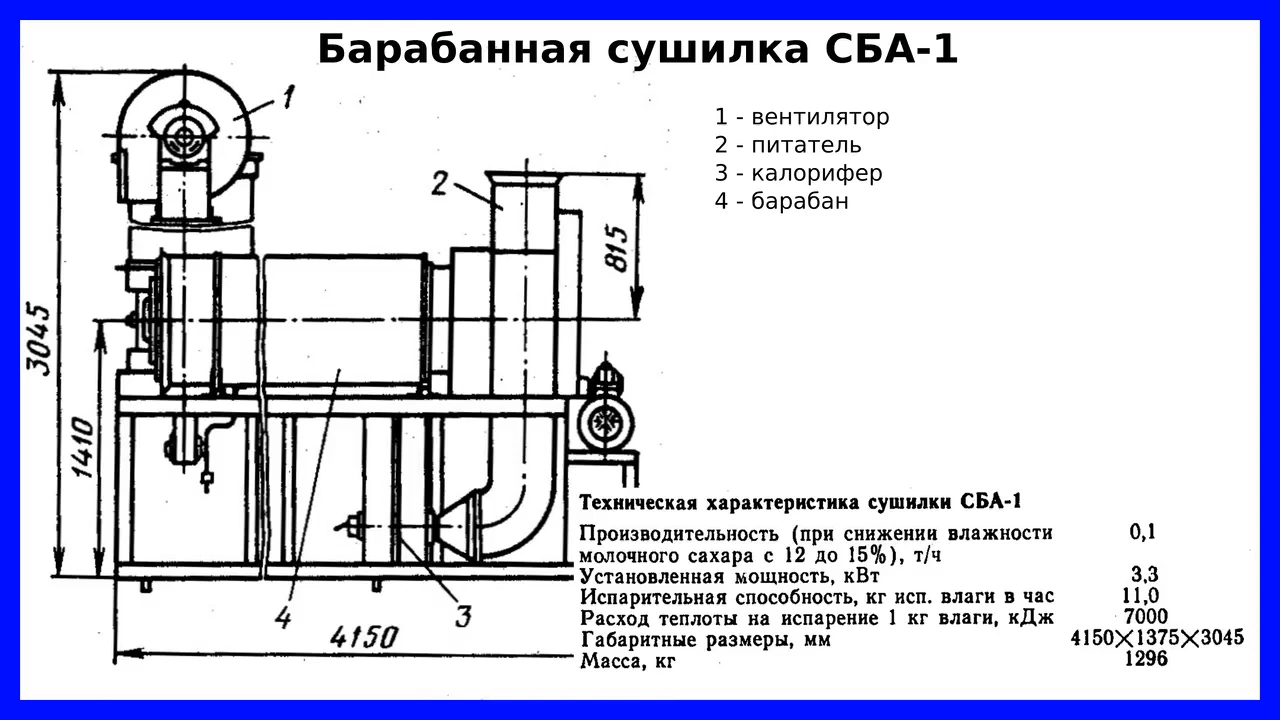 Барабанная сушилка СБА-1
1 - вентилятор
2 - питатель
3 - калорифер
4 - барабан
1
2
815
3045
1410
4
3
4150
Техническая характеристика сушилки СБА-1
Производительность (при снижении влажности 0,1
молочного сахара с 12 до 15%), т/ч
Установленная мощность, кВт 3,3
Испарительная способность, кг исп. влаги в час 11,0
Расход теплоты на испарение 1 кг влаги, кДж 7000
Габаритные размеры, мм 4150×1375×3045
Масса, кг 1296